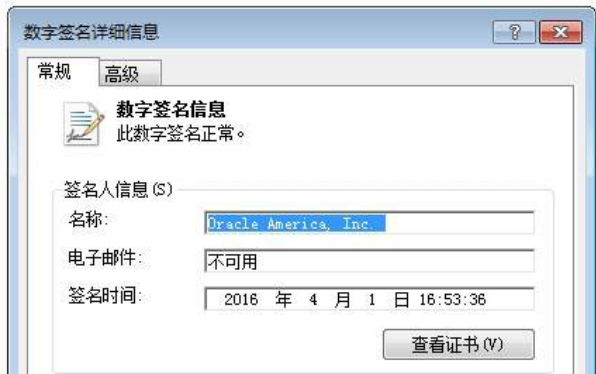 数字签名详细信息
常规 高级
数字签名信息
此数字签名正常。
签名人信息(S)
名称: Oracle America, Inc.
电子邮件: 不可用
签名时间: 2016 年 4 月 1 日 16:53:36
查看证书(V)